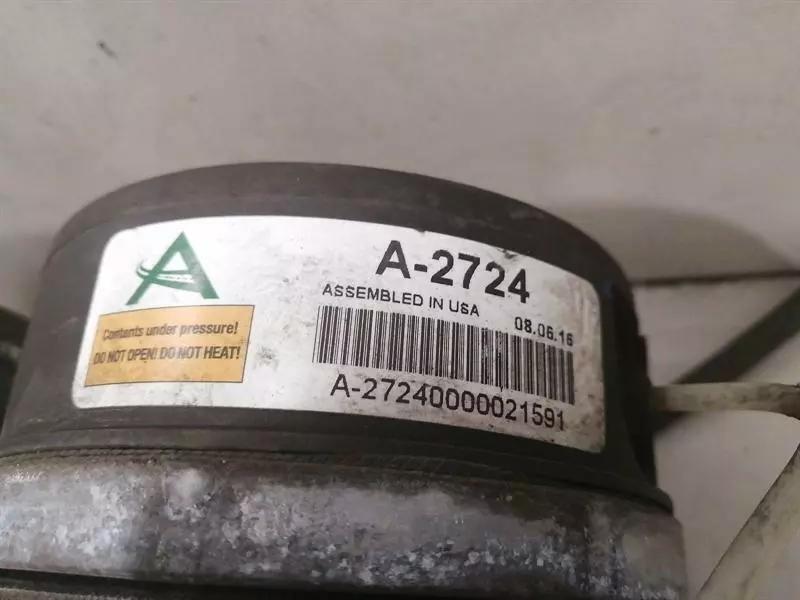 A-2724
ASSEMBLED IN USA 08.06.16
Contents under pressure!
DO NOT OPEN! DO NOT HEAT!
A-27240000021591